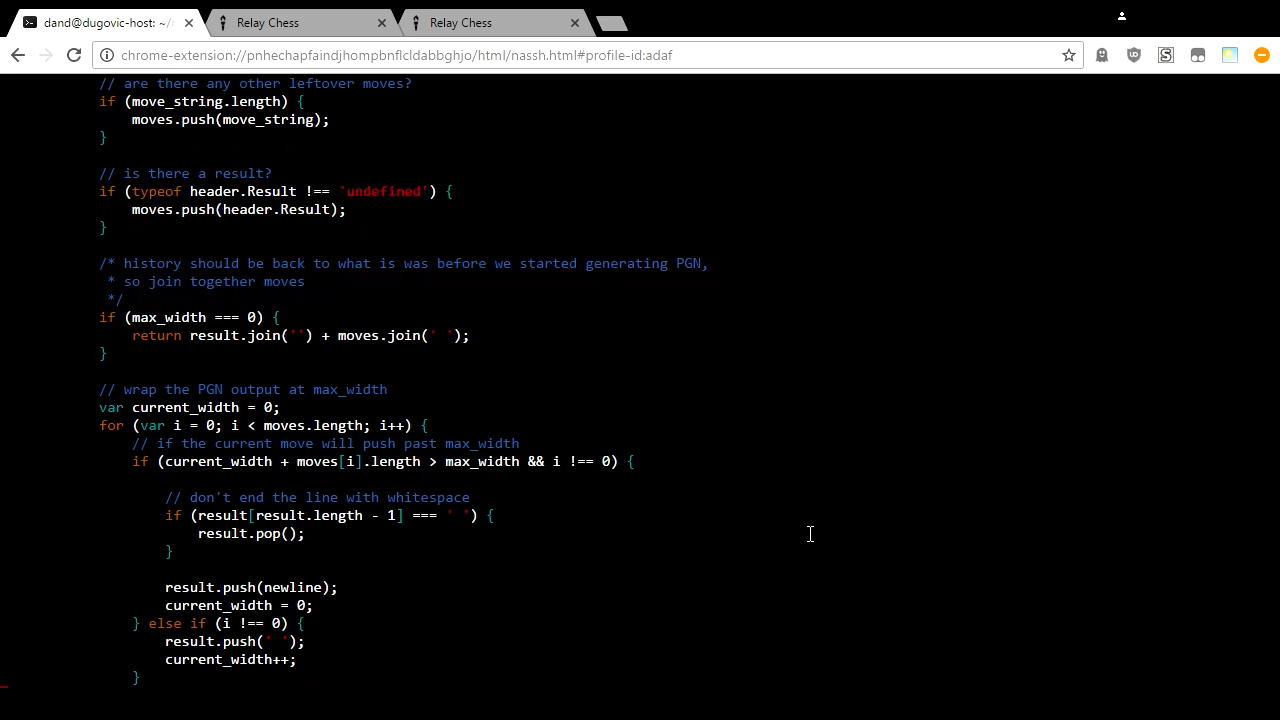 dand@dugovic-host: ~/
Relay Chess
Relay Chess
chrome-extension://pnhechapfaindjhompbnflcldabbghjo/html/nassh.html#profile-id:adaf
// are there any other leftover moves?
if (move_string.length) {
moves.push(move_string);
}
// is there a result?
if (typeof header.Result !== 'undefined') {
moves.push(header.Result);
}
/* history should be back to what is was before we started generating PGN,
* so join together moves
*/
if (max_width === 0) {
return result.join('') + moves.join(' ');
}
// wrap the PGN output at max_width
var current_width = 0;
for (var i = 0; i < moves.length; i++) {
// if the current move will push past max_width
if (current_width + moves[i].length > max_width && i !== 0) {
// don't end the line with whitespace
if (result[result.length - 1] === ' ') {
result.pop();
}
result.push(newline);
current_width = 0;
} else if (i !== 0) {
result.push(' ');
current_width++;
}